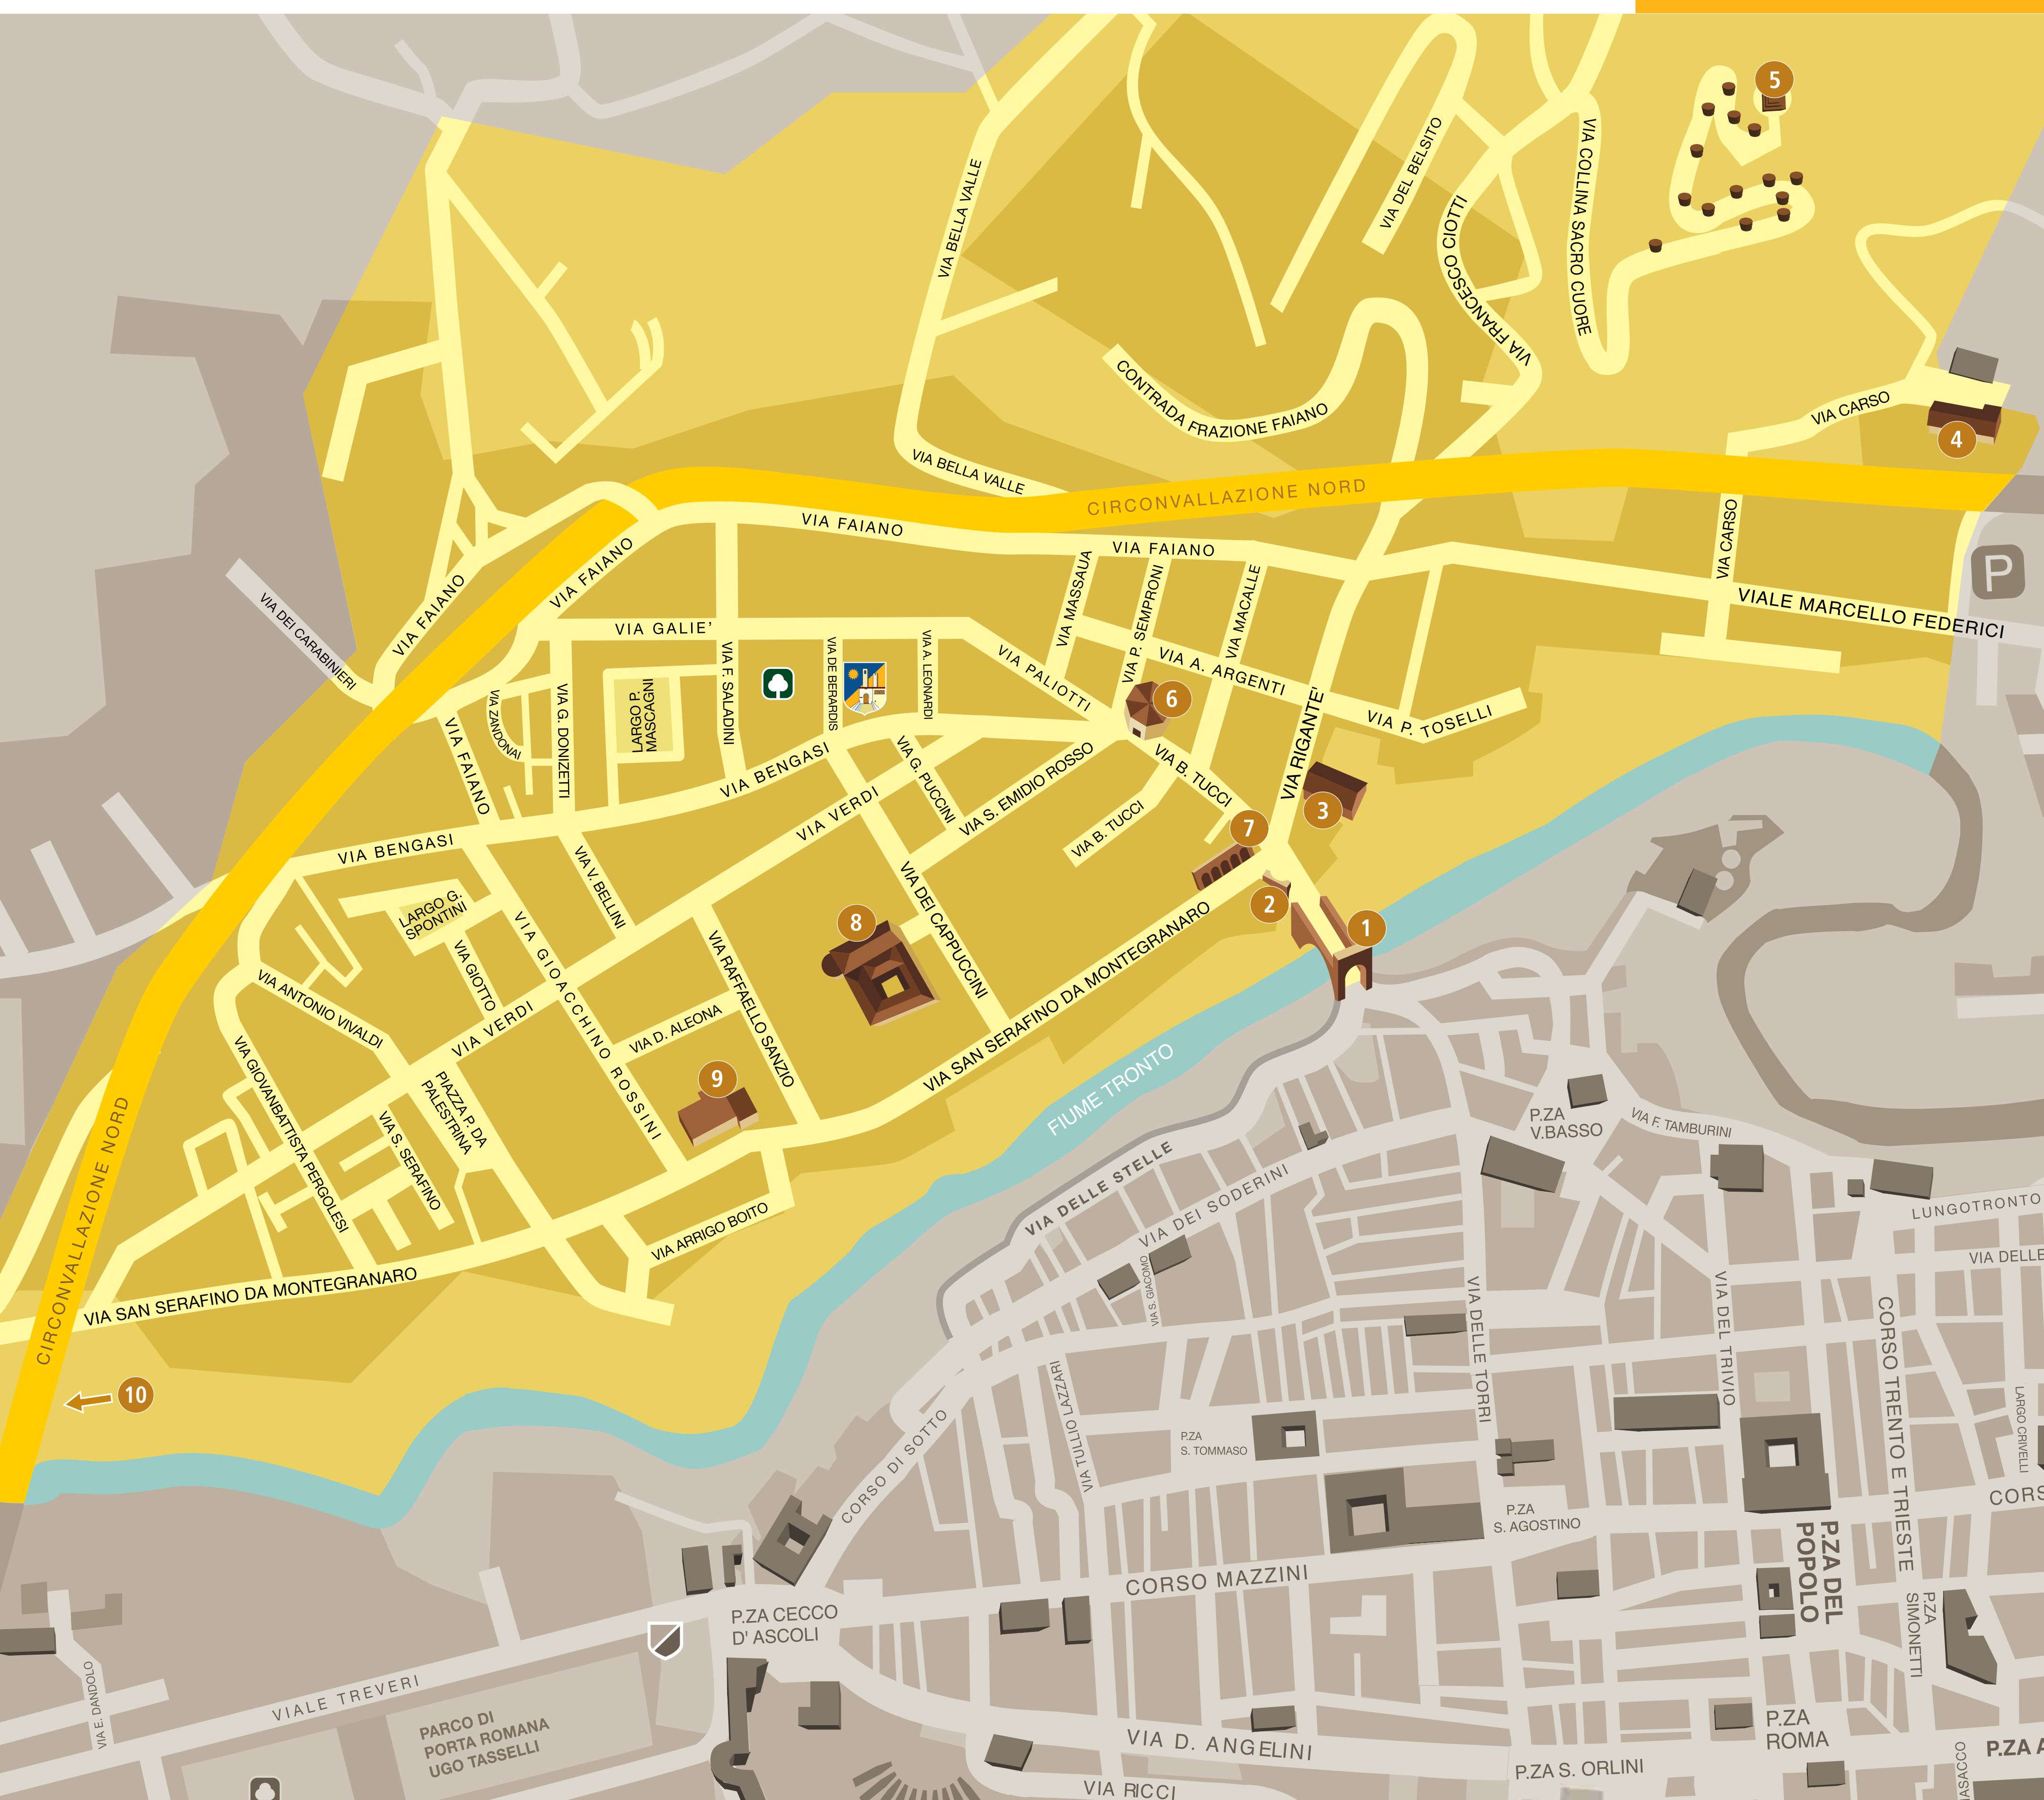 5
VIA DEL BELSITO
VIA COLLINA SACRO CUORE
VIA BELLA VALLE
VIA FRANCESCO CIOTTI
CONTRADA FRAZIONE FAIANO
VIA CARSO
4
VIA BELLA VALLE
CIRCONVALLAZIONE NORD
VIA FAIANO
VIA FAIANO
VIA FAIANO
VIA FAIANO
VIA DEI CARABINIERI
VIA MASSAUA
VIA P. SEMPRONI
VIA MACALLE
VIA CARSO
P
VIALE MARCELLO FEDERICI
VIA GALIE'
VIA F. SALADINI
VIA DE BERARDIS
VIA A. LEONARDI
VIA PALIOTTI
VIA A. ARGENTI
VIA P. TOSELLI
6
VIA RIGANTE'
VIA ZANDONAI
VIA G. DONIZETTI
LARGO P.
MASCAGNI
VIA FAIANO
VIA BENGASI
VIA BENGASI
VIA VERDI
VIA G. PUCCINI
VIA S. EMIDIO ROSSO
VIA B. TUCCI
VIA B. TUCCI
3
7
2
1
VIA V. BELLINI
LARGO G.
SPONTINI
VIA GIOTTO
VIA GIOACCHINO ROSSINI
VIA DEI CAPPUCCINI
8
VIA RAFFAELLO SANZIO
VIA ANTONIO VIVALDI
VIA VERDI
VIA D. ALEONA
9
VIA SAN SERAFINO DA MONTEGRANARO
FIUME TRONTO
VIA GIOVANBATTISTA PERGOLESI
PIAZZA P. DA
PALESTRINA
VIA S. SERAFINO
VIA ARRIGO BOITO
CIRCONVALLAZIONE NORD
VIA SAN SERAFINO DA MONTEGRANARO
10
P.ZA
V.BASSO
VIA F. TAMBURINI
LUNGOTRONTO
VIA DELLE
VIA DELLE STELLE
VIA DEI SODERINI
VIA S. GIACOMO
VIA DELLE TORRI
VIA DEL TRIVIO
CORSO TRENTO E TRIESTE
LARGO CRIVELLI
VIA TULLIO LAZZARI
CORSO DI SOTTO
P.ZA
S. TOMMASO
P.ZA
S. AGOSTINO
CORS
P.ZA DEL
POPOLO
CORSO MAZZINI
P.ZA
SIMONETTI
P.ZA CECCO
D' ASCOLI
VIA E. DANDOLO
VIALE TREVERI
PARCO DI
PORTA ROMANA
UGO TASSELLI
VIA D. ANGELINI
VIA RICCI
P.ZA S. ORLINI
P.ZA
ROMA
P.ZA A
ASACCO